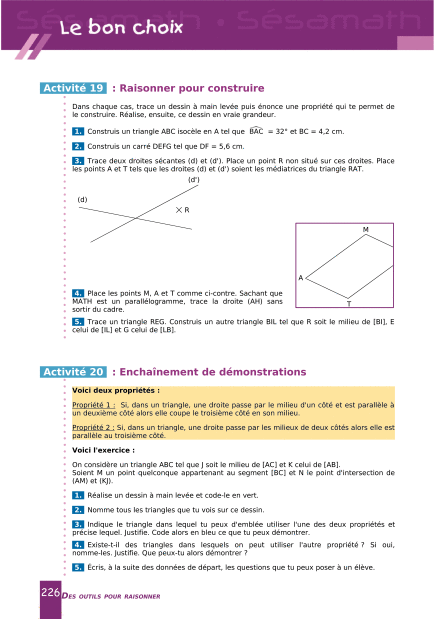 Sésamath • Sésamath
Le bon choix
Activité 19 : Raisonner pour construire
Dans chaque cas, trace un dessin à main levée puis énonce une propriété qui te permet de
le construire. Réalise, ensuite, ce dessin en vraie grandeur.
1. Construis un triangle ABC isocèle en A tel que BAC = 32° et BC = 4,2 cm.
2. Construis un carré DEFG tel que DF = 5,6 cm.
3. Trace deux droites sécantes (d) et (d'). Place un point R non situé sur ces droites. Place
les points A et T tels que les droites (d) et (d') soient les médiatrices du triangle RAT.
(d')
(d)
R
M
A
T
4. Place les points M, A et T comme ci-contre. Sachant que
MATH est un parallélogramme, trace la droite (AH) sans
sortir du cadre.
5. Trace un triangle REG. Construis un autre triangle BIL tel que R soit le milieu de [BI], E
celui de [IL] et G celui de [LB].
Activité 20 : Enchaînement de démonstrations
Voici deux propriétés :
Propriété 1 : Si, dans un triangle, une droite passe par le milieu d'un côté et est parallèle à
un deuxième côté alors elle coupe le troisième côté en son milieu.
Propriété 2 : Si, dans un triangle, une droite passe par les milieux de deux côtés alors elle est
parallèle au troisième côté.
Voici l'exercice :
On considère un triangle ABC tel que J soit le milieu de [AC] et K celui de [AB].
Soient M un point quelconque appartenant au segment [BC] et N le point d'intersection de
(AM) et (KJ).
1. Réalise un dessin à main levée et code-le en vert.
2. Nomme tous les triangles que tu vois sur ce dessin.
3. Indique le triangle dans lequel tu peux d'emblée utiliser l'une des deux propriétés et
précise lequel. Justifie. Code alors en bleu ce que tu peux démontrer.
4. Existe-t-il des triangles dans lesquels on peut utiliser l'autre propriété ? Si oui,
nomme-les. Justifie. Que peux-tu alors démontrer ?
5. Écris, à la suite des données de départ, les questions que tu peux poser à un élève.
226 DES OUTILS POUR RAISONNER